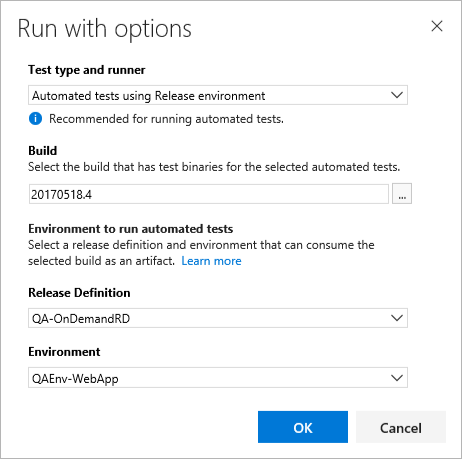 Run with options
Test type and runner
Automated tests using Release environment
Recommended for running automated tests.
Build
Select the build that has test binaries for the selected automated tests.
20170518.4
...
Environment to run automated tests
Select a release definition and environment that can consume the
selected build as an artifact. Learn more
Release Definition
QA-OnDemandRD
Environment
QAEnv-WebApp
OK
Cancel